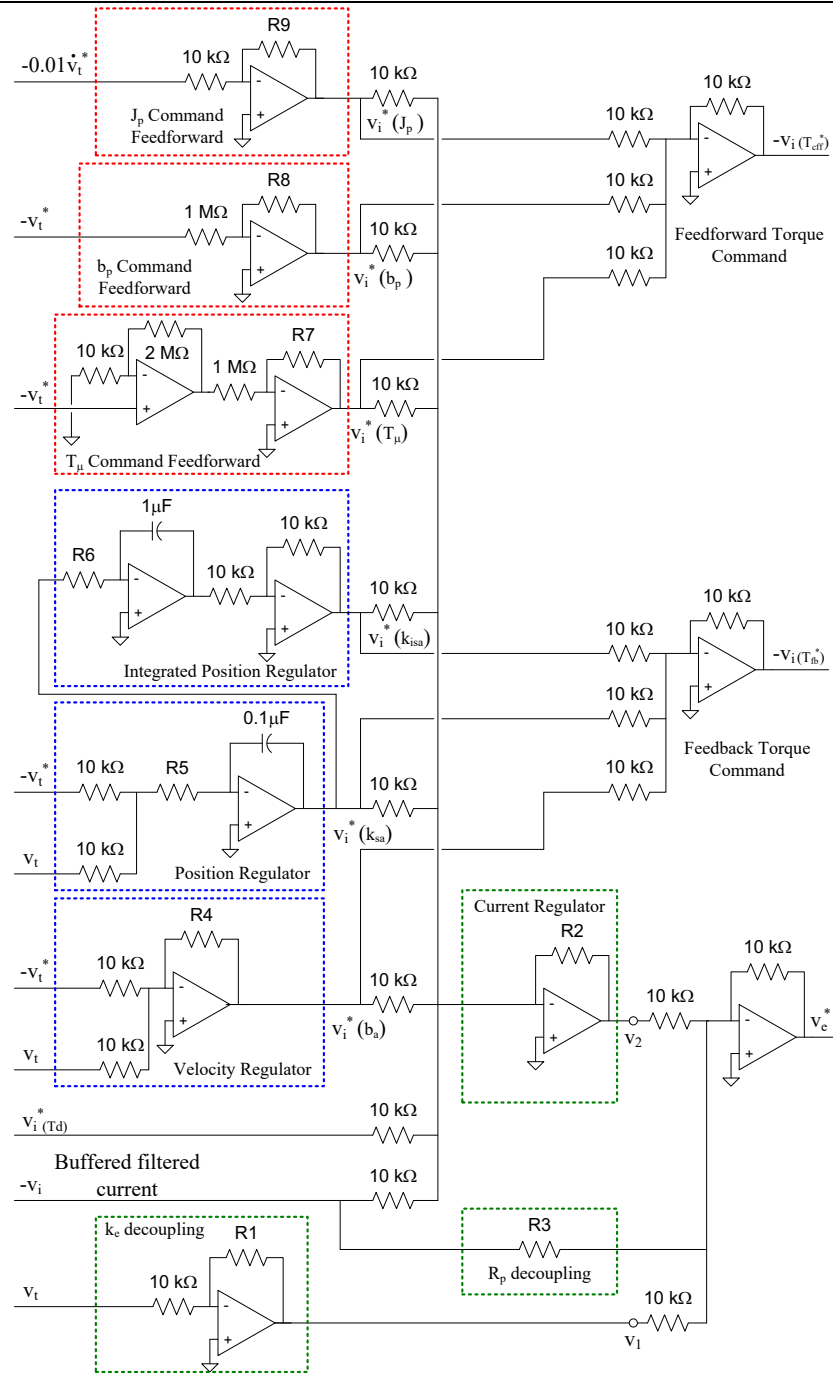 -0.01v̇t*
10 kΩ
R9
Jp Command
Feedforward
10 kΩ
vi* (Jp)
10 kΩ
10 kΩ
-vi (Tcff*)
-vt*
1 MΩ
R8
bp Command
Feedforward
10 kΩ
vi* (bp)
10 kΩ
10 kΩ
Feedforward Torque
Command
-vt*
10 kΩ
2 MΩ
1 MΩ
R7
Tμ Command Feedforward
10 kΩ
vi* (Tμ)
R6
1μF
10 kΩ
10 kΩ
Integrated Position Regulator
10 kΩ
vi* (kisa)
10 kΩ
10 kΩ
-vi (Tfb*)
10 kΩ
10 kΩ
Feedback Torque
Command
-vt*
vt
10 kΩ
10 kΩ
R5
0.1μF
Position Regulator
10 kΩ
vi* (ksa)
-vt*
vt
10 kΩ
10 kΩ
R4
Velocity Regulator
10 kΩ
vi* (ba)
Current Regulator
R2
v2
10 kΩ
10 kΩ
ve*
vi* (Td)
10 kΩ
Buffered filtered
current
-vi
10 kΩ
R3
Rp decoupling
ke decoupling
vt
10 kΩ
R1
v1
10 kΩ